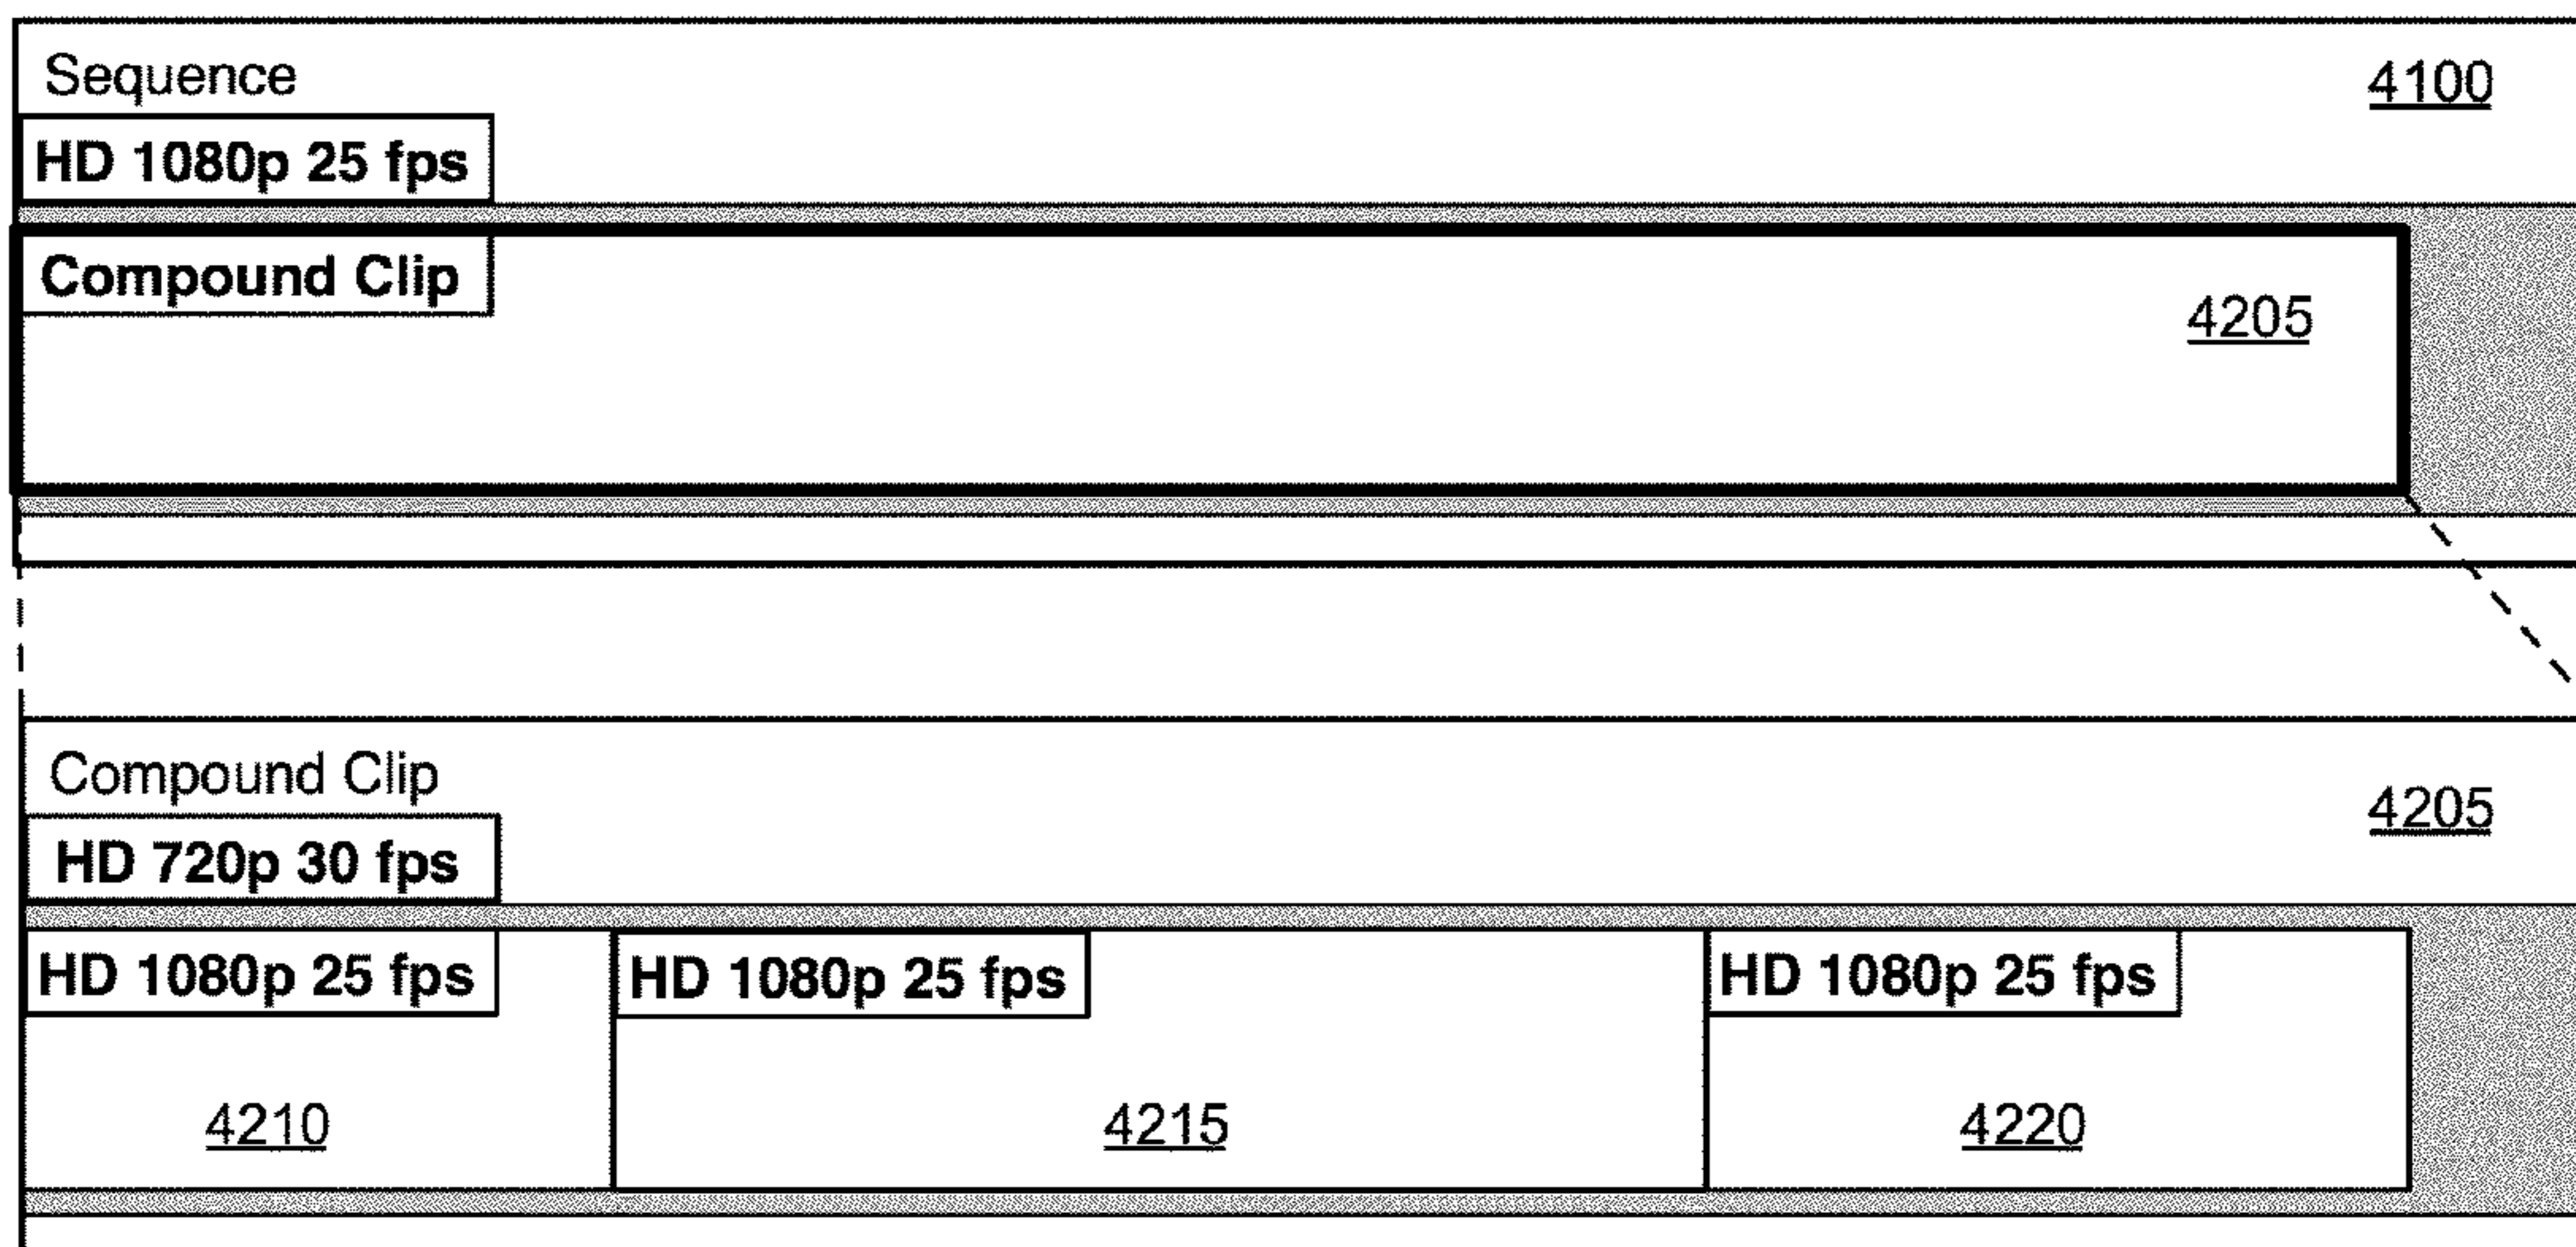 Sequence
4100
HD 1080p 25 fps
Compound Clip
4205
Compound Clip
4205
HD 720p 30 fps
HD 1080p 25 fps
HD 1080p 25 fps
HD 1080p 25 fps
4210
4215
4220